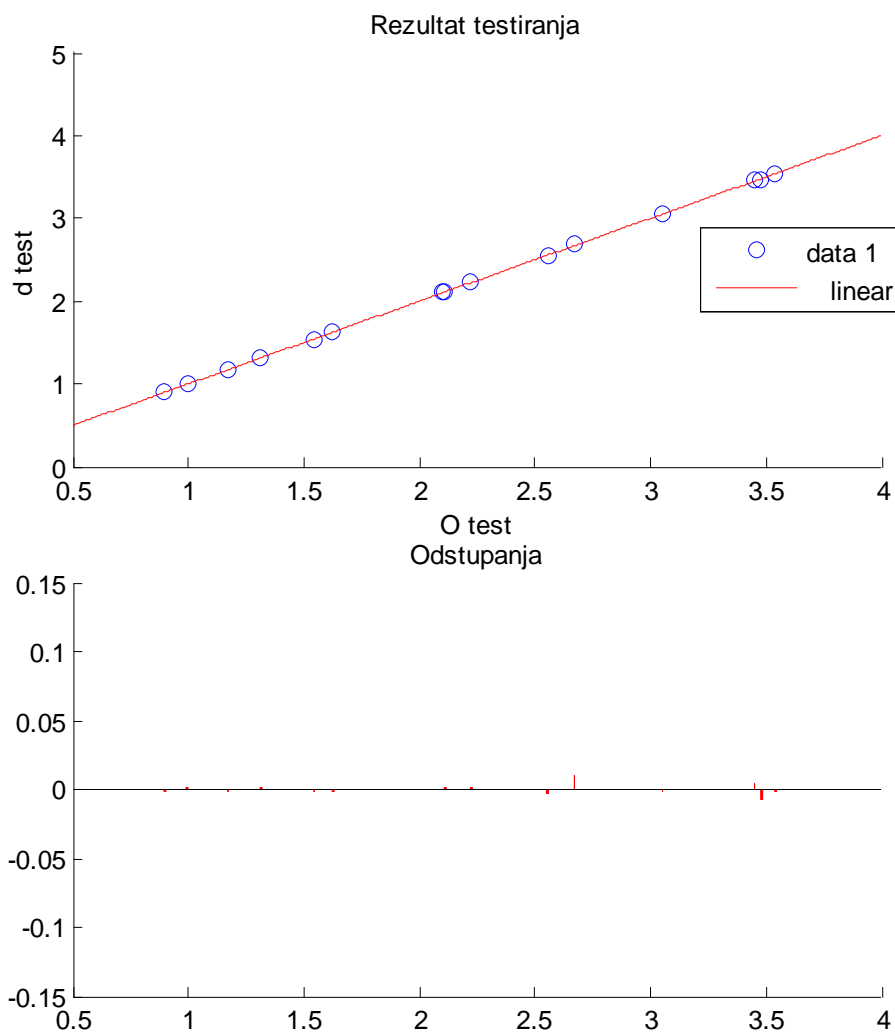 Rezultat testiranja
5
4
3
2
1
0
d test
data 1
linear
0.5 1 1.5 2 2.5 3 3.5 4
O test
Odstupanja
0.15
0.1
0.05
0
-0.05
-0.1
-0.15
0.5 1 1.5 2 2.5 3 3.5 4